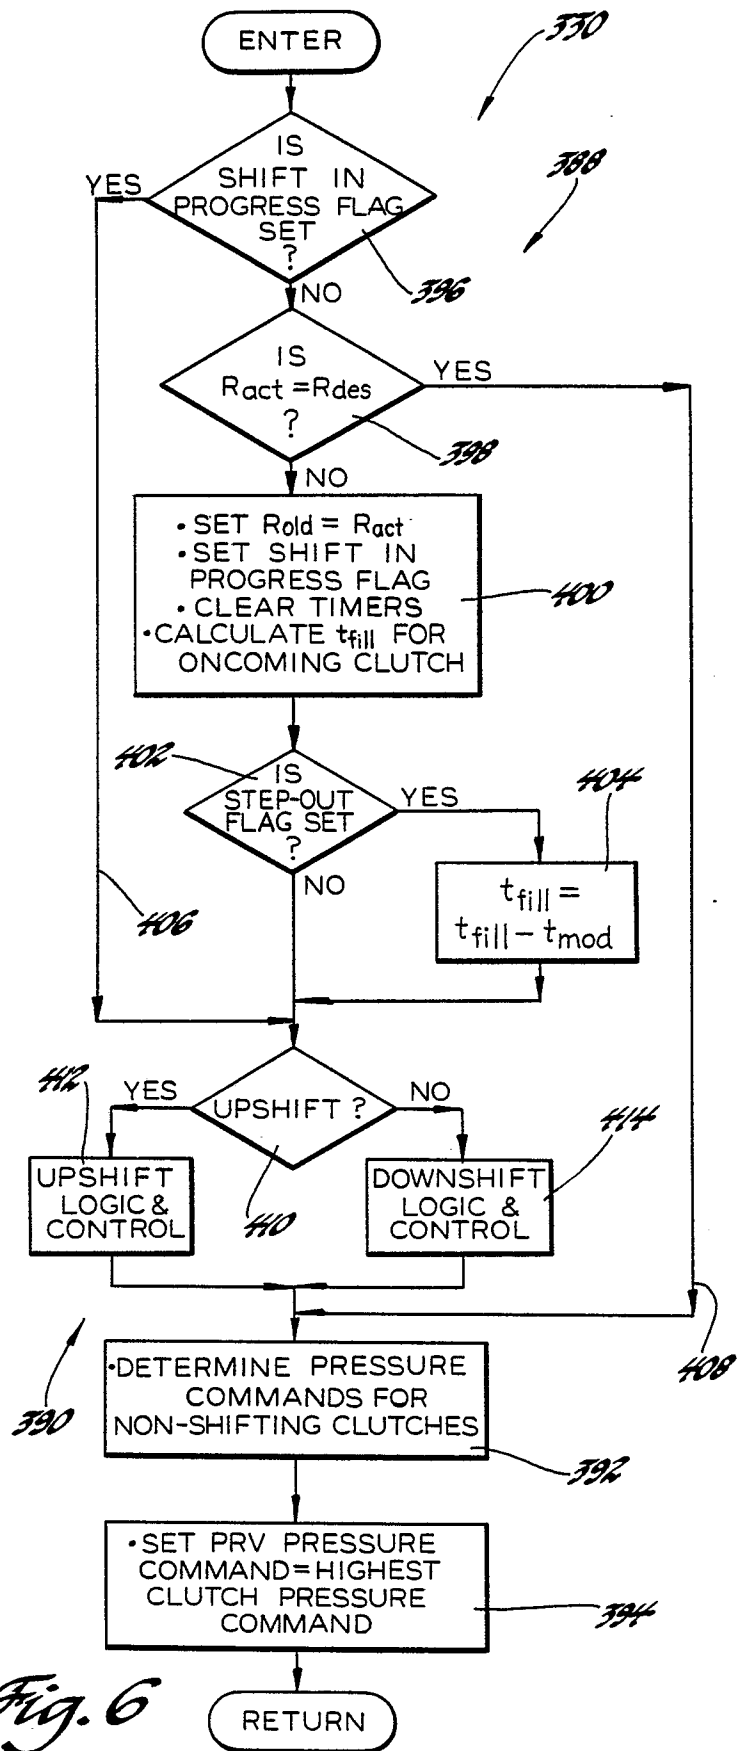 ENTER
330
388
IS
SHIFT IN
PROGRESS FLAG
SET
?
YES
396
NO
IS
Ract = Rdes
?
YES
398
NO
• SET Rold = Ract
• SET SHIFT IN
PROGRESS FLAG
• CLEAR TIMERS
• CALCULATE tfill FOR
ONCOMING CLUTCH
400
402
IS
STEP-OUT
FLAG SET
?
YES
404
NO
tfill =
tfill - tmod
406
UPSHIFT ?
YES
NO
412
414
UPSHIFT
LOGIC &
CONTROL
410
DOWNSHIFT
LOGIC &
CONTROL
408
390
• DETERMINE PRESSURE
COMMANDS FOR
NON-SHIFTING CLUTCHES
392
• SET PRV PRESSURE
COMMAND = HIGHEST
CLUTCH PRESSURE
COMMAND
394
RETURN
Fig. 6